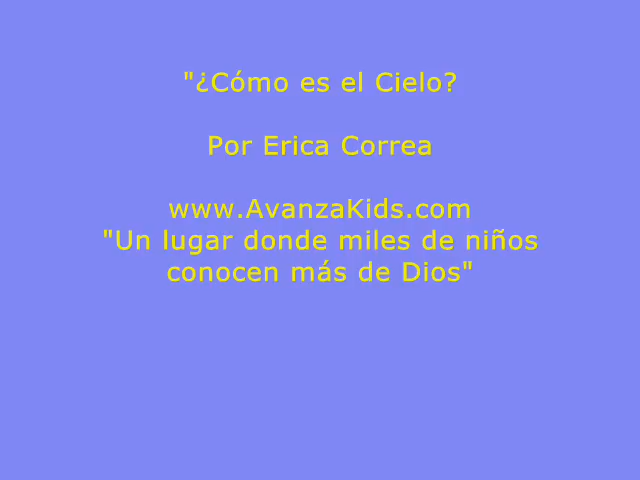 "¿Cómo es el Cielo?
Por Erica Correa
www.AvanzaKids.com
"Un lugar donde miles de niños
conocen más de Dios"